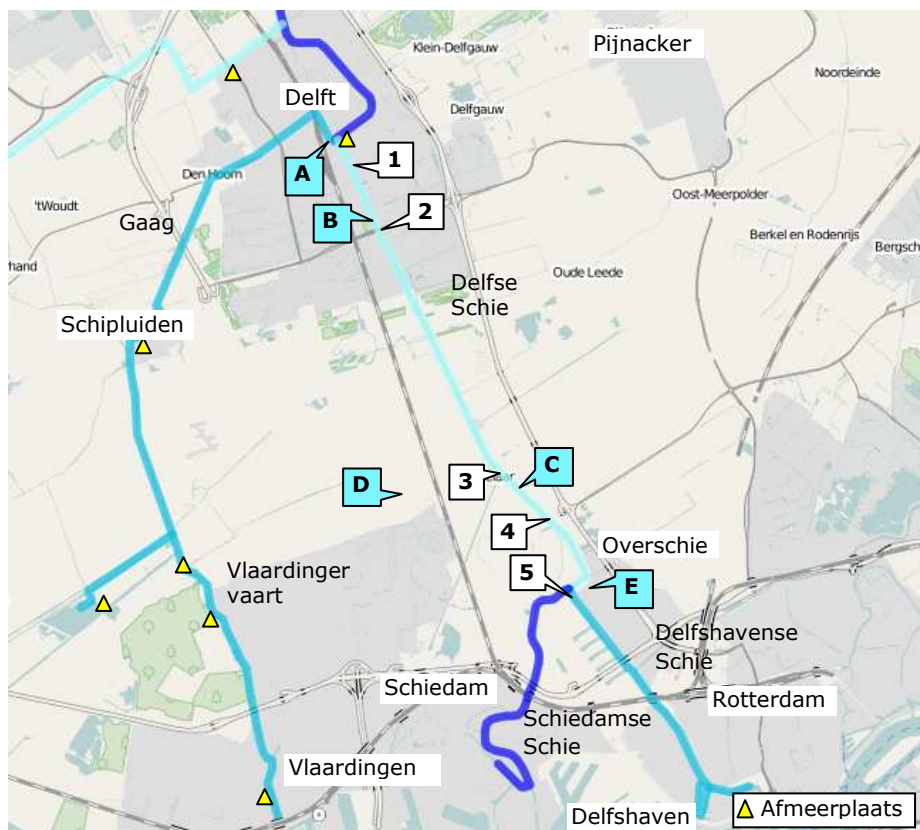 Klein-Delfgauw
Pijnacker
Noordeinde
Delft
Delfgauw
1
A
Den Hoorn
Oost-Meerpolder
'tWoudt
Gaag
B
2
Berkel en Rodenrijs
Bergsch
rhand
Delfse
Schie
Oude Leede
Schipluiden
3
C
D
4
Overschie
Vlaardinger
vaart
5
E
Delfshavense
Schie
Schiedam
Rotterdam
Schiedamse
Schie
Vlaardingen
Delfshaven
Afmeerplaats